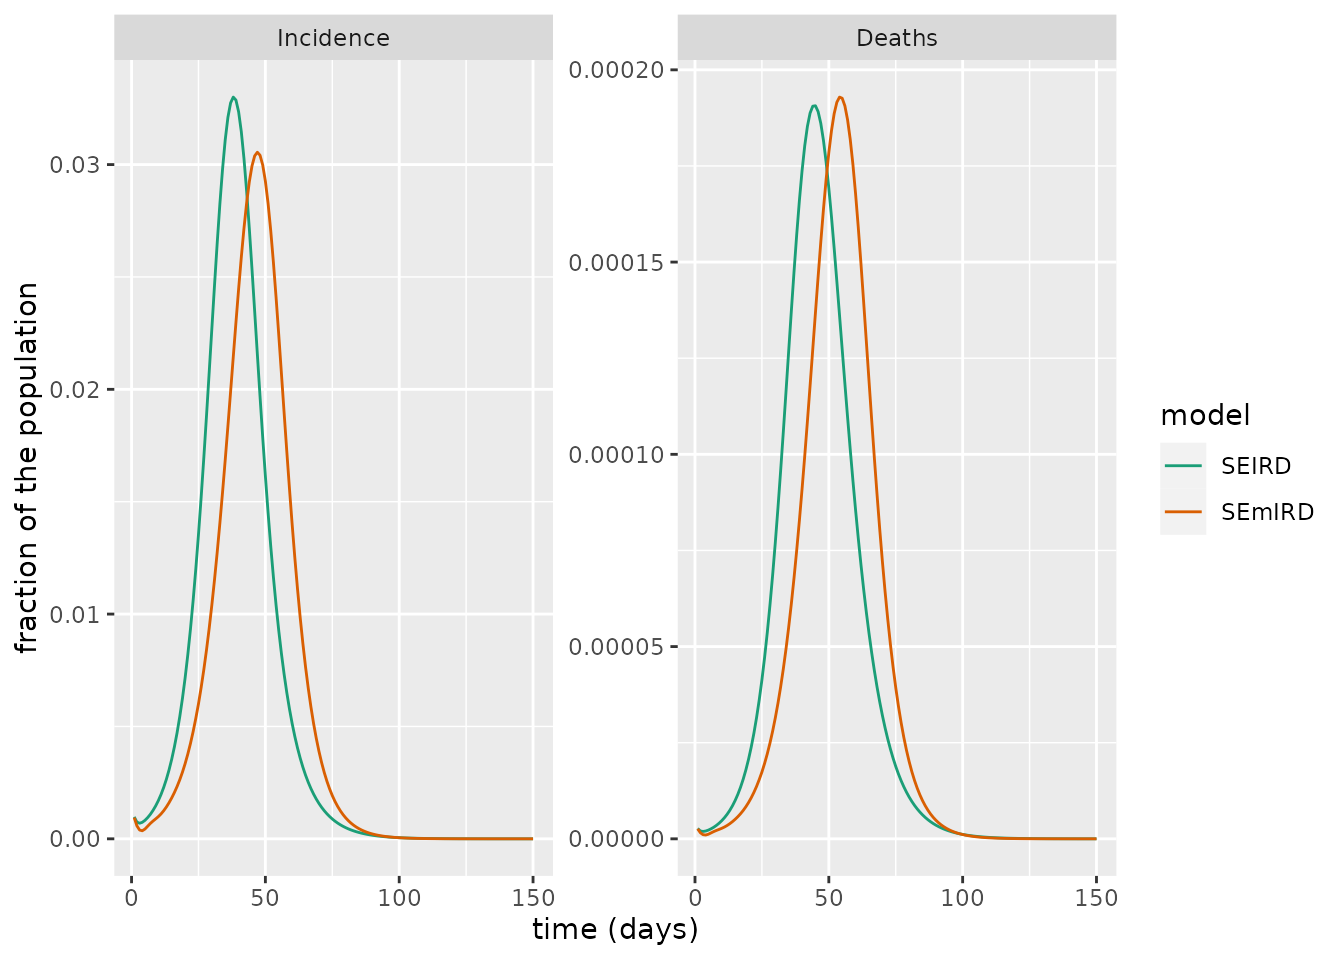 Incidence
Deaths
fraction of the population
0.03
0.02
0.01
0.00
0.00020
0.00015
0.00010
0.00005
0.00000
0 50 100 150
0 50 100 150
time (days)
model
SEIRD
SEmIRD